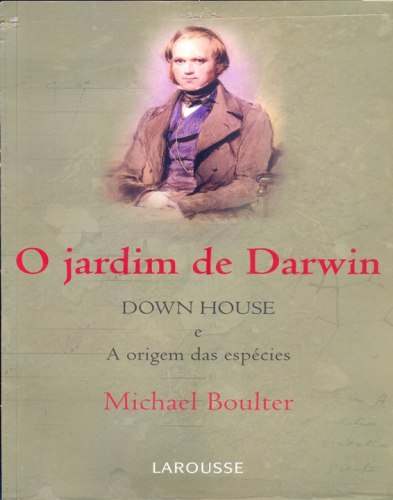 O jardim de Darwin
DOWN HOUSE
e
A origem das espécies
Michael Boulter
LAROUSSE